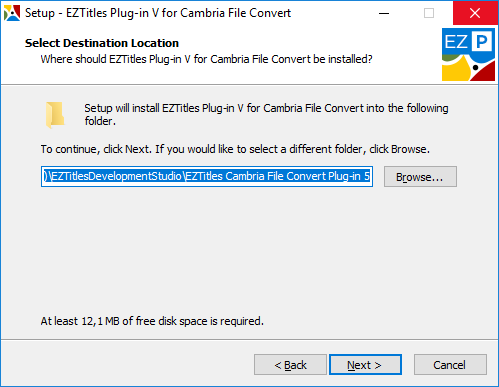 Setup - EZTitles Plug-in V for Cambria File Convert
Select Destination Location
Where should EZTitles Plug-in V for Cambria File Convert be installed?
EZ P
Setup will install EZTitles Plug-in V for Cambria File Convert into the following
folder.
To continue, click Next. If you would like to select a different folder, click Browse.
)\EZTitlesDevelopmentStudio\EZTitles Cambria File Convert Plug-in 5
Browse...
At least 12,1 MB of free disk space is required.
< Back
Next >
Cancel